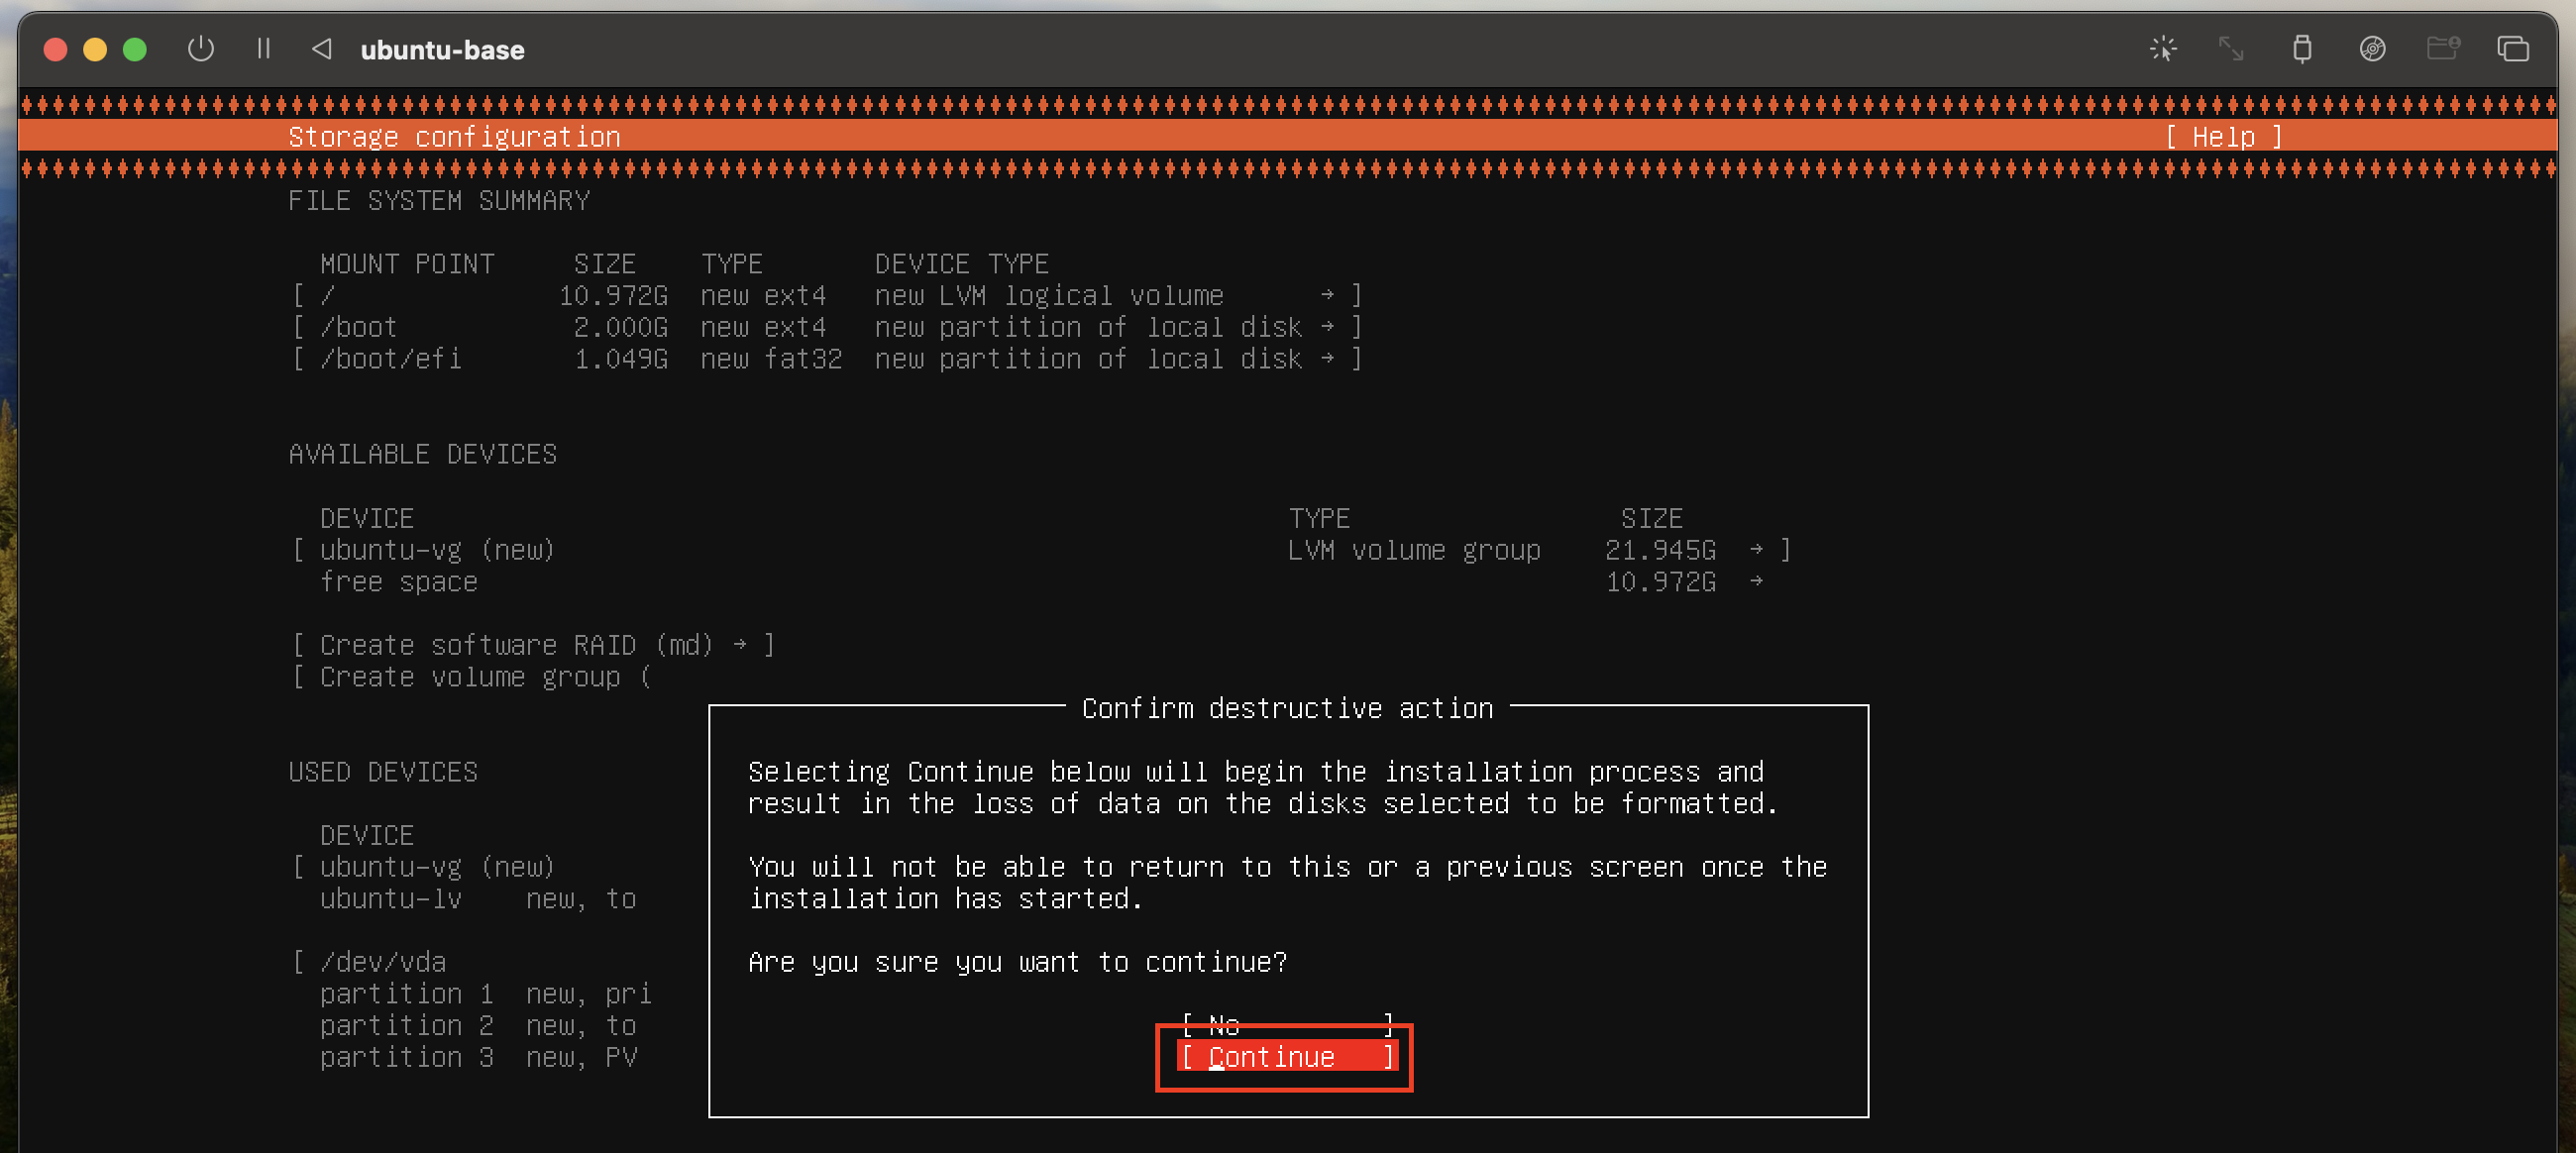 ubuntu-base
Storage configuration [ Help ]
FILE SYSTEM SUMMARY
MOUNT POINT SIZE TYPE DEVICE TYPE
[ / 10.972G new ext4 new LVM logical volume → ]
[ /boot 2.000G new ext4 new partition of local disk → ]
[ /boot/efi 1.049G new fat32 new partition of local disk → ]
AVAILABLE DEVICES
DEVICE TYPE SIZE
[ ubuntu-vg (new) LVM volume group 21.945G → ]
free space 10.972G →
[ Create software RAID (md) → ]
[ Create volume group (
USED DEVICES
DEVICE
[ ubuntu-vg (new)
ubuntu-lv new, to
[ /dev/vda
partition 1 new, pri
partition 2 new, to
partition 3 new, PV
Confirm destructive action
Selecting Continue below will begin the installation process and
result in the loss of data on the disks selected to be formatted.
You will not be able to return to this or a previous screen once the
installation has started.
Are you sure you want to continue?
[ No ]
[ Continue ]